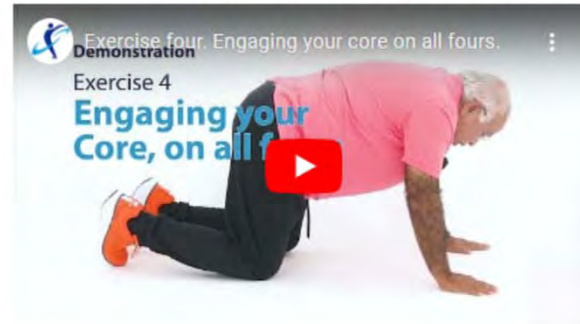 Exercise four. Engaging your core on all fours.
Demonstration
Exercise 4
Engaging your
Core, on all